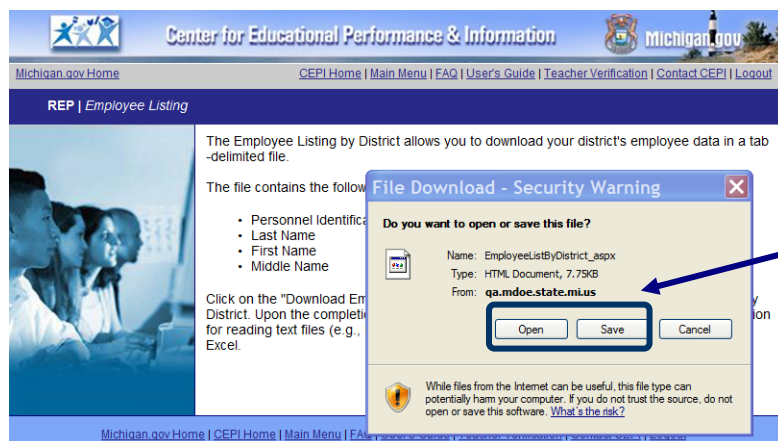 Center for Educational Performance & Information
Michigan.gov
Michigan.gov Home
CEPI Home | Main Menu | FAQ | User's Guide | Teacher Verification | Contact CEPI | Logout
REP | Employee Listing
The Employee Listing by District allows you to download your district's employee data in a tab
-delimited file.
The file contains the follow
• Personnel Identifica
• Last Name
• First Name
• Middle Name
Click on the "Download Em
y
District. Upon the completi
ion
for reading text files (e.g.,
Excel.
File Download - Security Warning
Do you want to open or save this file?
Name: EmployeeListByDistrict_aspx
Type: HTML Document, 7.75KB
From: qa.mdoe.state.mi.us
Open Save Cancel
While files from the Internet can be useful, this file type can
potentially harm your computer. If you do not trust the source, do not
open or save this software. What's the risk?
Michigan.gov Home | CEPI Home | Main Menu | FAQ